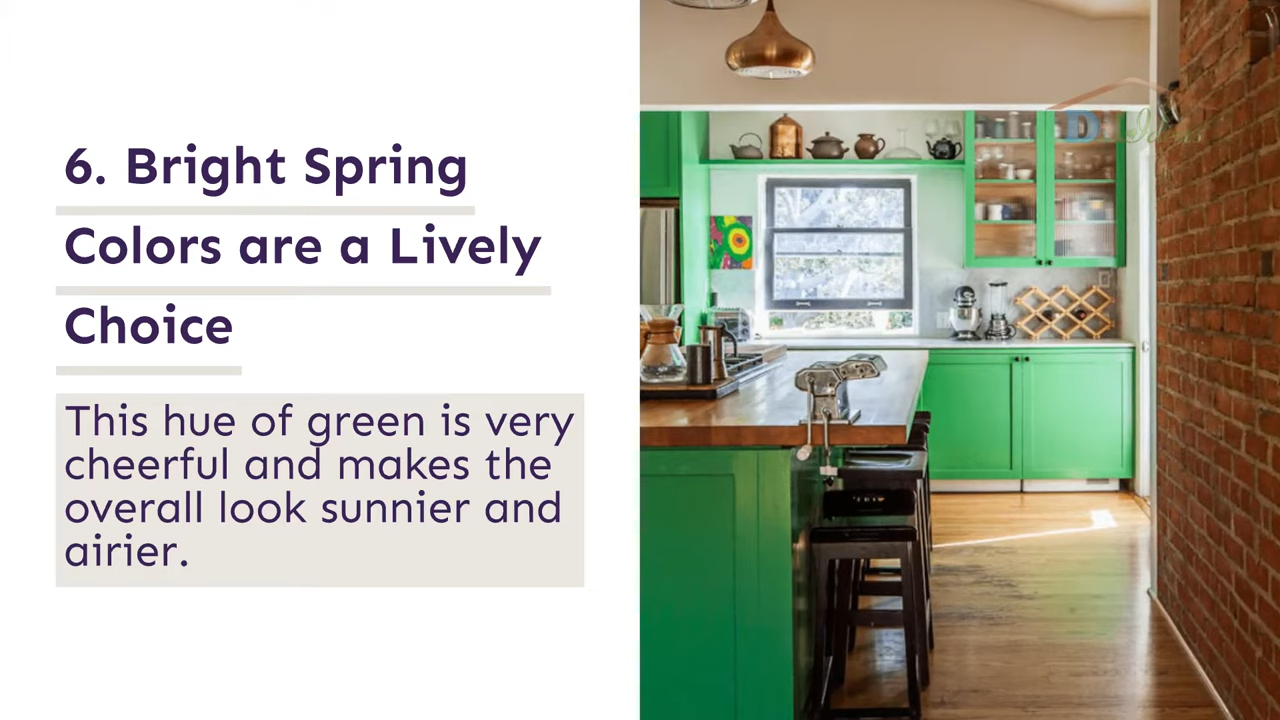 6. Bright Spring
Colors are a Lively
Choice
This hue of green is very
cheerful and makes the
overall look sunnier and
airier.